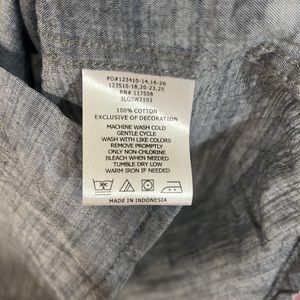 PO#123410-14,16-26
123516-18,20-23,25
RN# 117508
3LGSW2103
100% COTTON
EXCLUSIVE OF DECORATION
MACHINE WASH COLD
GENTLE CYCLE
WASH WITH LIKE COLORS
REMOVE PROMPTLY
ONLY NON-CHLORINE
BLEACH WHEN NEEDED
TUMBLE DRY LOW
WARM IRON IF NEEDED
MADE IN INDONESIA